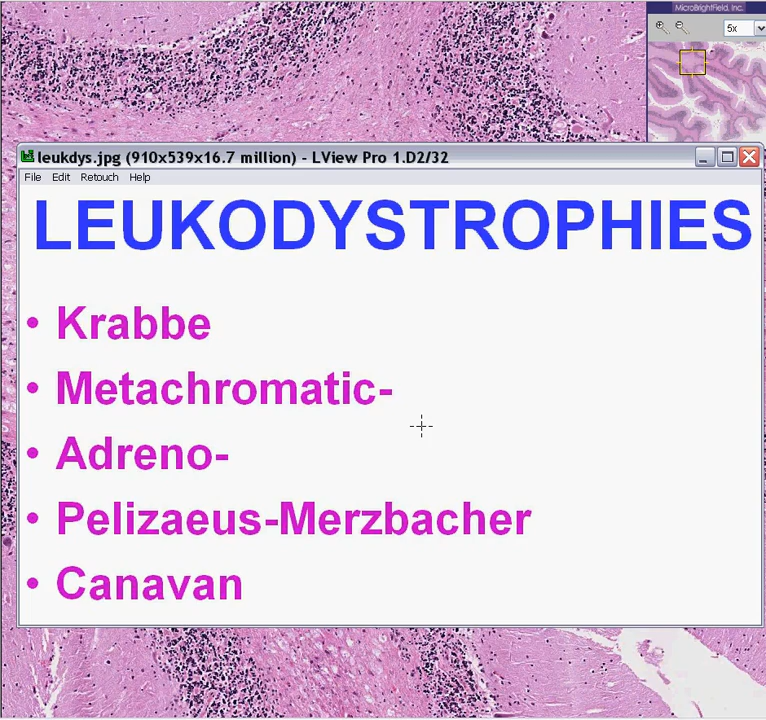 MicroBrightField, Inc.
5x
leukdys.jpg (910x539x16.7 million) - LView Pro 1.D2/32
File Edit Retouch Help
LEUKODYSTROPHIES
• Krabbe
• Metachromatic-
• Adreno-
• Pelizaeus-Merzbacher
• Canavan